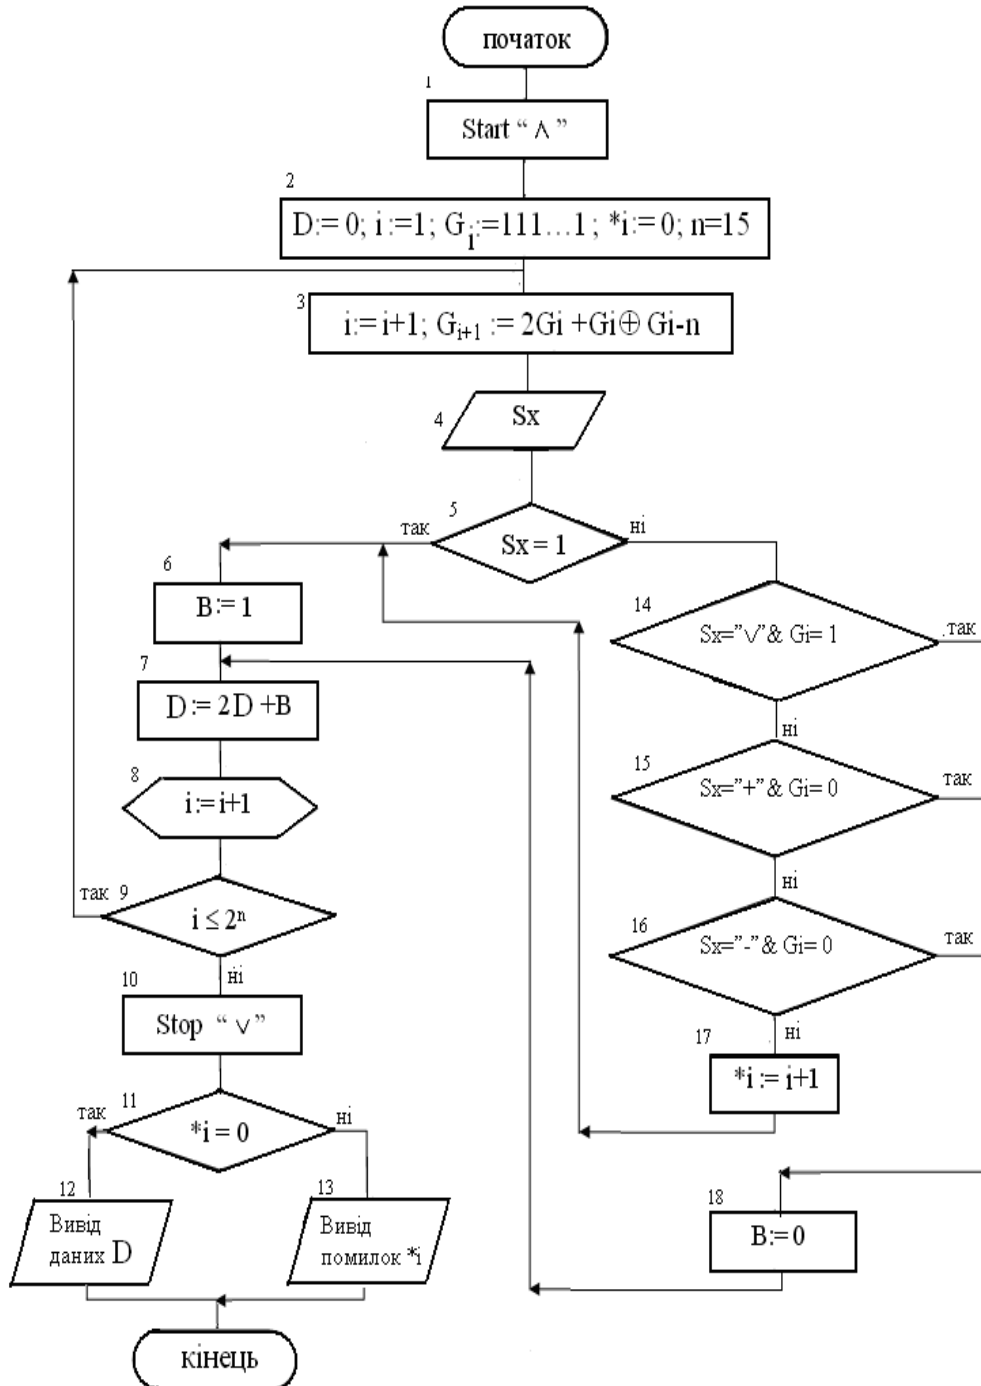 початок
1
Start “ ∧ ”
2
D:= 0; i :=1; Gi:=111...1; *i:= 0; n=15
3
i:= i+1; Gi+1 := 2Gi +Gi⊕ Gi-n
4
Sx
5
так
Sx = 1
ні
6
B:= 1
7
D:= 2D +B
8
i:= i+1
так
9
i ≤ 2ⁿ
ні
10
Stop “ ∨ ”
11
так
*i = 0
ні
12
Вивід
даних D
13
Вивід
помилок *i
кінець
14
Sx=”∨”& Gi= 1
так
ні
15
Sx=”+”& Gi= 0
так
ні
16
Sx=”-”& Gi= 0
так
ні
17
*i := i+1
18
B:= 0